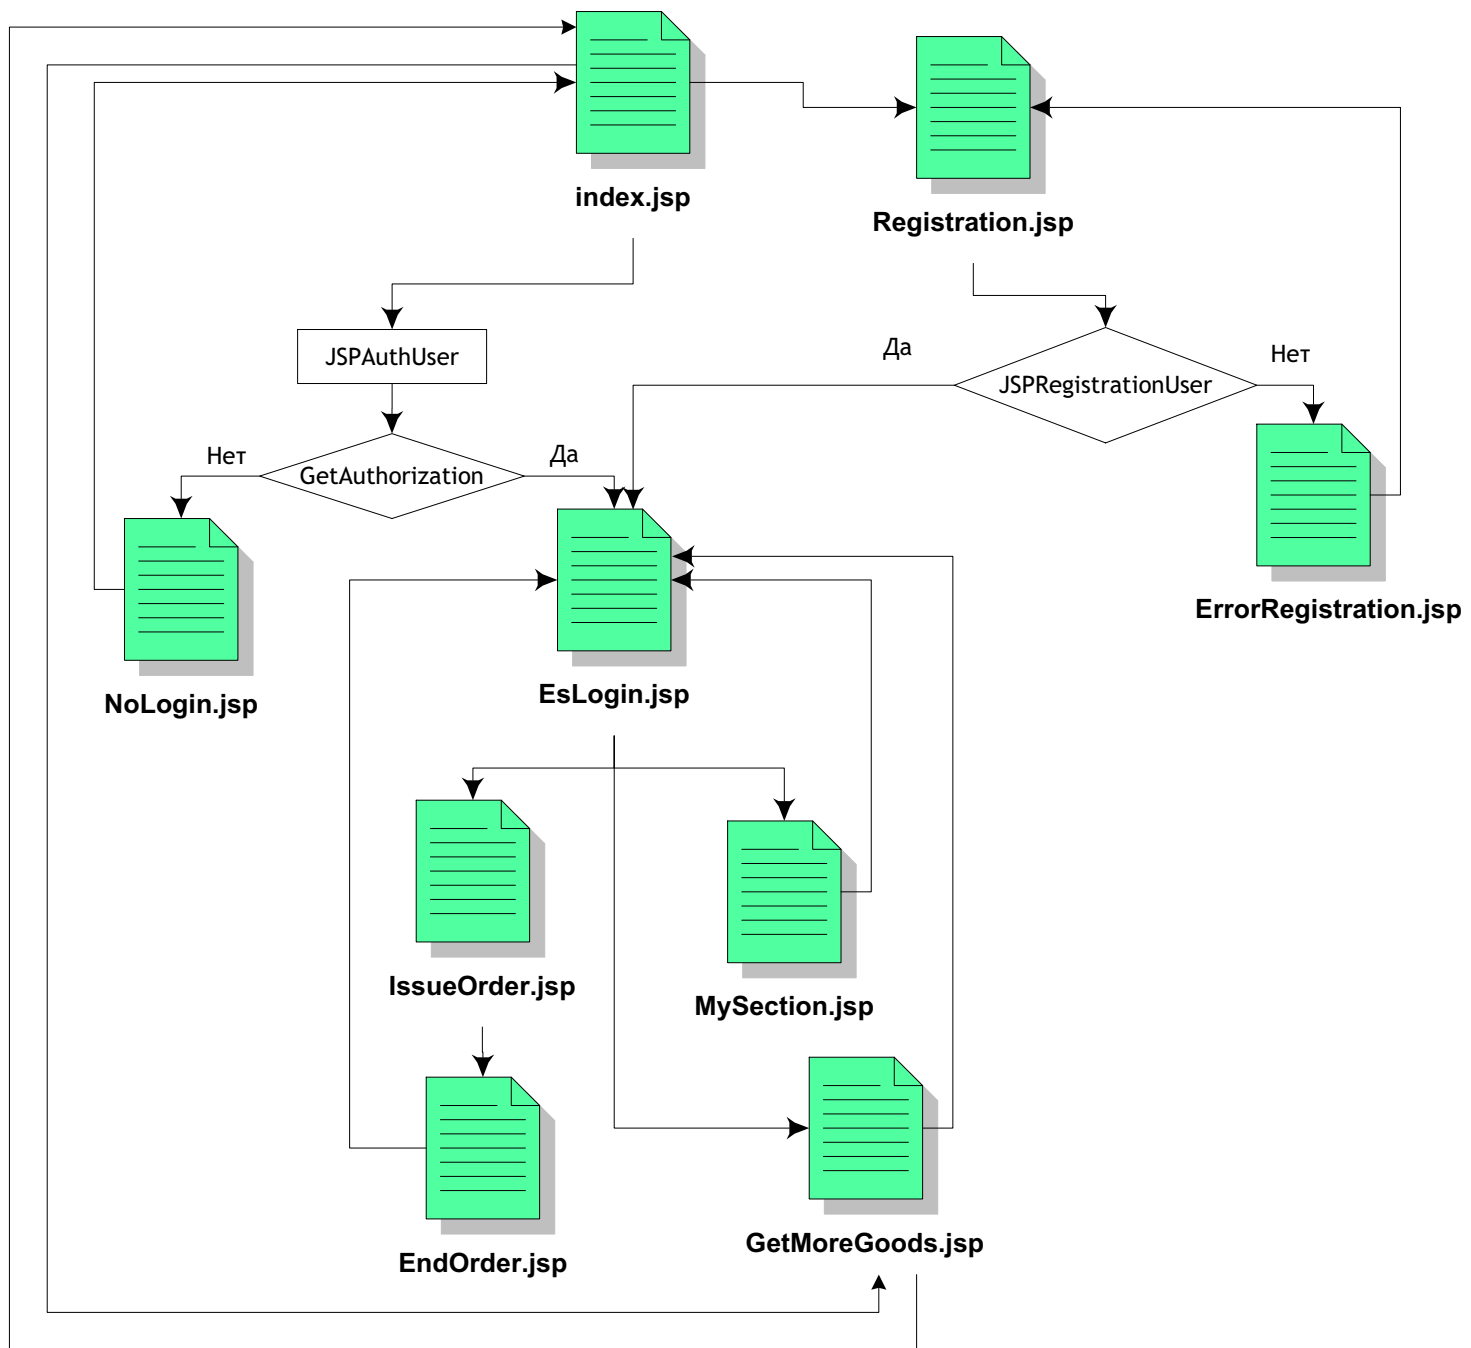 index.jsp
Registration.jsp
JSPAuthUser
Да
JSPRegistrationUser
Нет
Нет
GetAuthorization
Да
ErrorRegistration.jsp
NoLogin.jsp
EsLogin.jsp
IssueOrder.jsp
MySection.jsp
GetMoreGoods.jsp
EndOrder.jsp